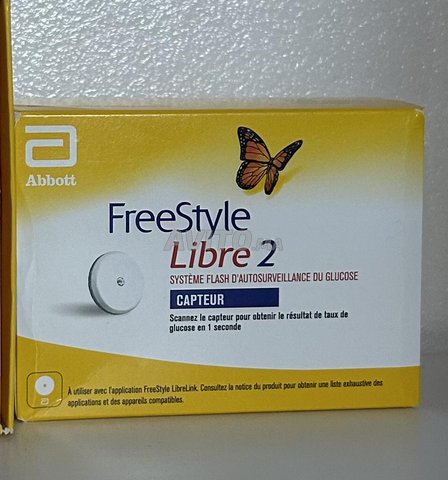 Abbott
FreeStyle
Libre 2
SYSTÈME FLASH D'AUTOSURVEILLANCE DU GLUCOSE
CAPTEUR
Scannez le capteur pour obtenir le résultat de taux de
glucose en 1 seconde
À utiliser avec l'application FreeStyle LibreLink. Consultez la notice du produit pour obtenir une liste exhaustive des
applications et des appareils compatibles.